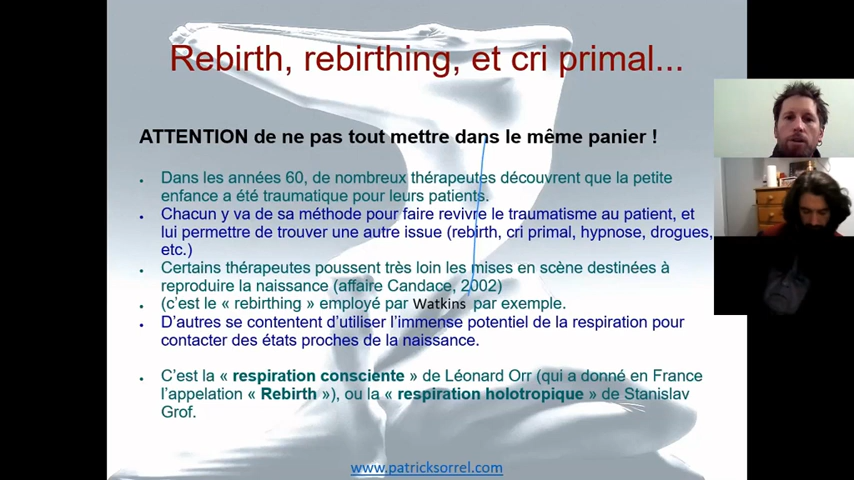 Rebirth, rebirthing, et cri primal...
ATTENTION de ne pas tout mettre dans le même panier !
• Dans les années 60, de nombreux thérapeutes découvrent que la petite
enfance a été traumatique pour leurs patients.
• Chacun y va de sa méthode pour faire revivre le traumatisme au patient, et
lui permettre de trouver une autre issue (rebirth, cri primal, hypnose, drogues,
etc.)
• Certains thérapeutes poussent très loin les mises en scène destinées à
reproduire la naissance (affaire Candace, 2002)
• (c'est le « rebirthing » employé par Watkins par exemple.
• D'autres se contentent d'utiliser l'immense potentiel de la respiration pour
contacter des états proches de la naissance.
• C'est la « respiration consciente » de Léonard Orr (qui a donné en France
l'appelation « Rebirth »), ou la « respiration holotropique » de Stanislav
Grof.
www.patricksorrel.com